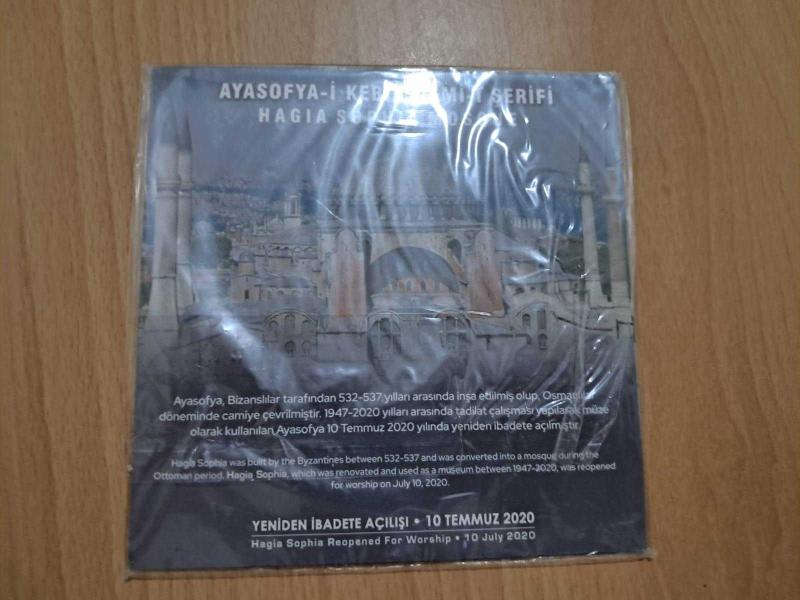 AYASOFYA-İ SERİFİ
HAGIA
Ayasofya, Bizanslılar tarafından 532-537 yılları arasında inşa edilmiş olup, Osmanlılar
döneminde camiye çevrilmiştir. 1947-2020 yılları arasında tadilat çalışması yapılarak müze
olarak kullanılan Ayasofya 10 Temmuz 2020 yılında yeniden ibadete açılmıştır.
Hagia Sophia was built by the Byzantines between 532-537 and was converted into a mosque during the
Ottoman period. Hagia Sophia, which was renovated and used as a museum between 1947-2020, was reopened
for worship on July 10, 2020.
YENİDEN İBADETE AÇILIŞI • 10 TEMMUZ 2020
Hagia Sophia Reopened For Worship • 10 July 2020